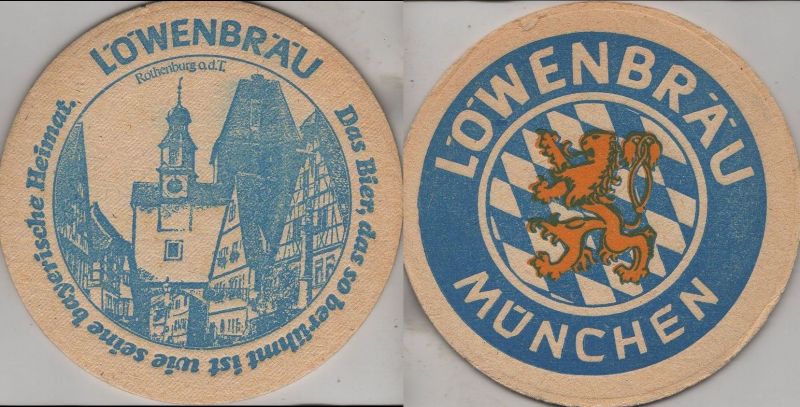 LÖWENBRÄU
Rothenburg o.d.T.
Das Bier, das so berühmt ist wie seine bayerische Heimat.
LÖWENBRÄU
MÜNCHEN